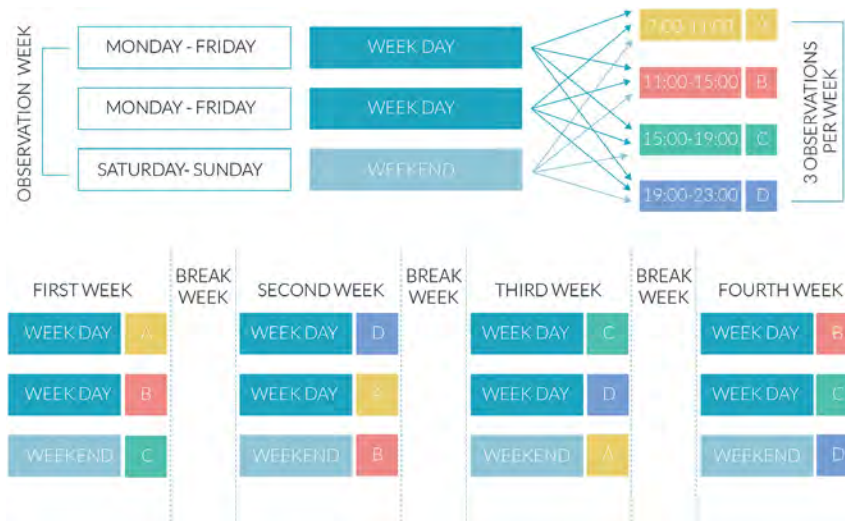 OBSERVATION WEEK
MONDAY - FRIDAY
WEEK DAY
7:00-11:00 A
MONDAY - FRIDAY
WEEK DAY
11:00-15:00 B
SATURDAY- SUNDAY
WEEKEND
15:00-19:00 C
19:00-23:00 D
3 OBSERVATIONS
PER WEEK
FIRST WEEK
BREAK
WEEK
SECOND WEEK
BREAK
WEEK
THIRD WEEK
BREAK
WEEK
FOURTH WEEK
WEEK DAY A
WEEK DAY D
WEEK DAY C
WEEK DAY B
WEEK DAY B
WEEK DAY A
WEEK DAY D
WEEK DAY C
WEEKEND C
WEEKEND B
WEEKEND A
WEEKEND D